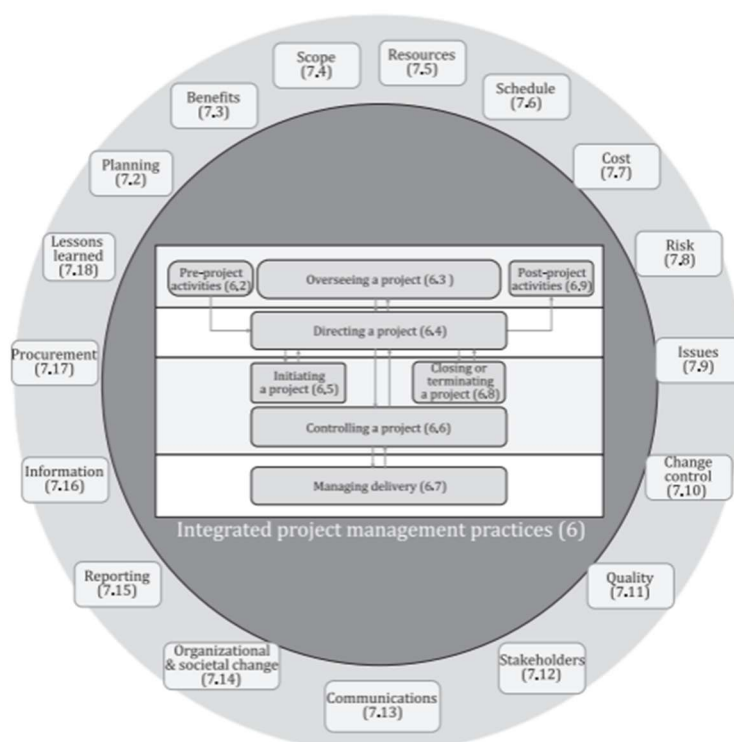 Scope
(7.4)
Resources
(7.5)
Schedule
(7.6)
Benefits
(7.3)
Cost
(7.7)
Planning
(7.2)
Lessons
learned
(7.18)
Risk
(7.8)
Procurement
(7.17)
Issues
(7.9)
Information
(7.16)
Change
control
(7.10)
Reporting
(7.15)
Quality
(7.11)
Organizational
& societal change
(7.14)
Stakeholders
(7.12)
Communications
(7.13)
Pre-project
activities (6,2)
Overseeing a project (6.3 )
Post-project
activities (6,9)
Directing a project (6.4)
Initiating
a project (6,5)
Closing or
terminating
a project (6.8)
Controlling a project (6.6)
Managing delivery (6.7)
Integrated project management practices (6)